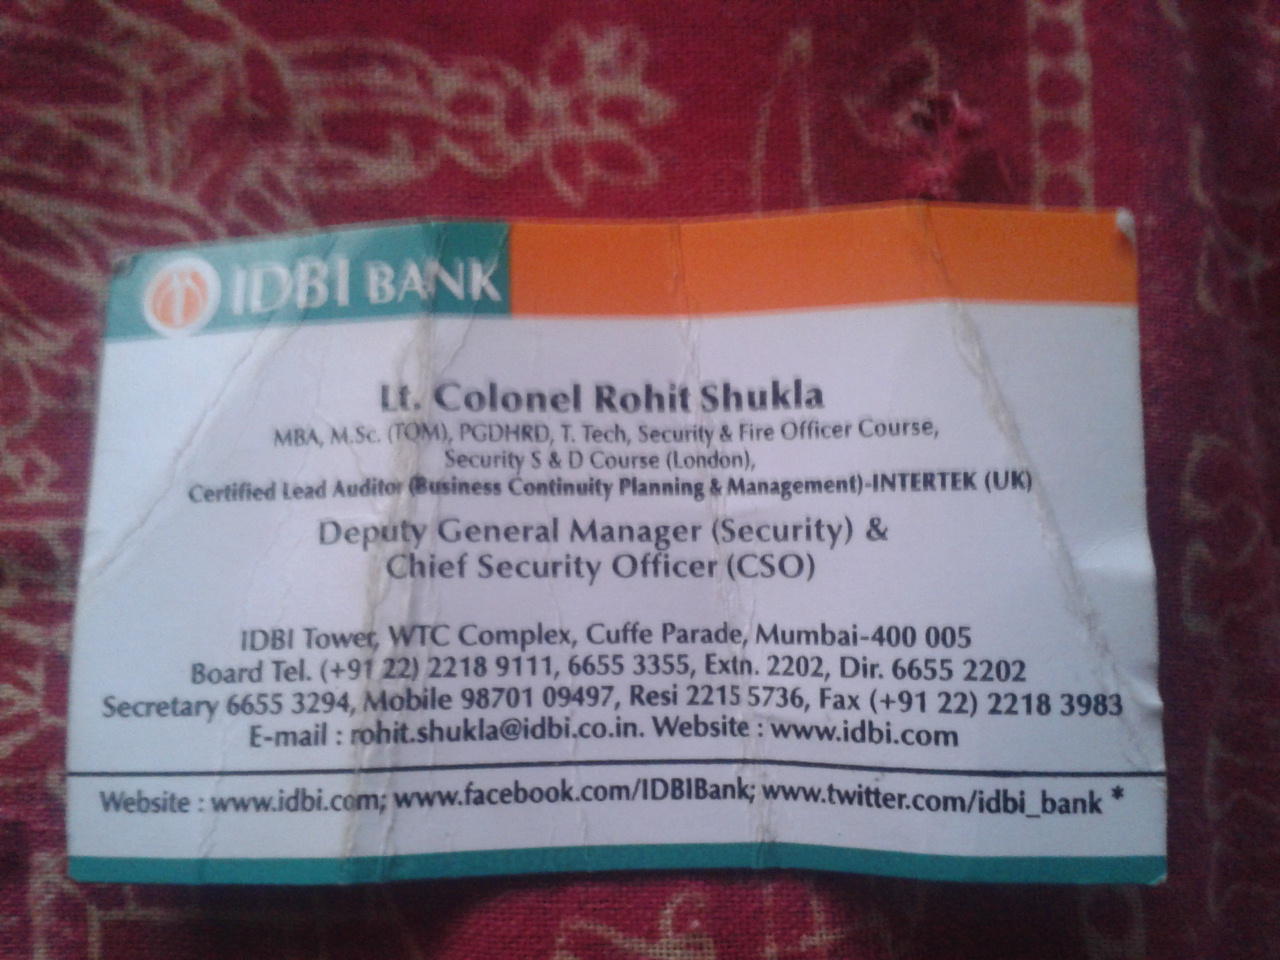 IDBI BANK
Lt. Colonel Rohit Shukla
MBA, M.Sc. (TQM), PGDHRD, T. Tech, Security & Fire Officer Course,
Security S & D Course (London),
Certified Lead Auditor (Business Continuity Planning & Management)-INTERTEK (UK)
Deputy General Manager (Security) &
Chief Security Officer (CSO)
IDBI Tower, WTC Complex, Cuffe Parade, Mumbai-400 005
Board Tel. (+91 22) 2218 9111, 6655 3355, Extn. 2202, Dir. 6655 2202
Secretary 6655 3294, Mobile 98701 09497, Resi 2215 5736, Fax (+91 22) 2218 3983
E-mail : rohit.shukla@idbi.co.in. Website : www.idbi.com
Website : www.idbi.com; www.facebook.com/IDBIBank; www.twitter.com/idbi_bank *